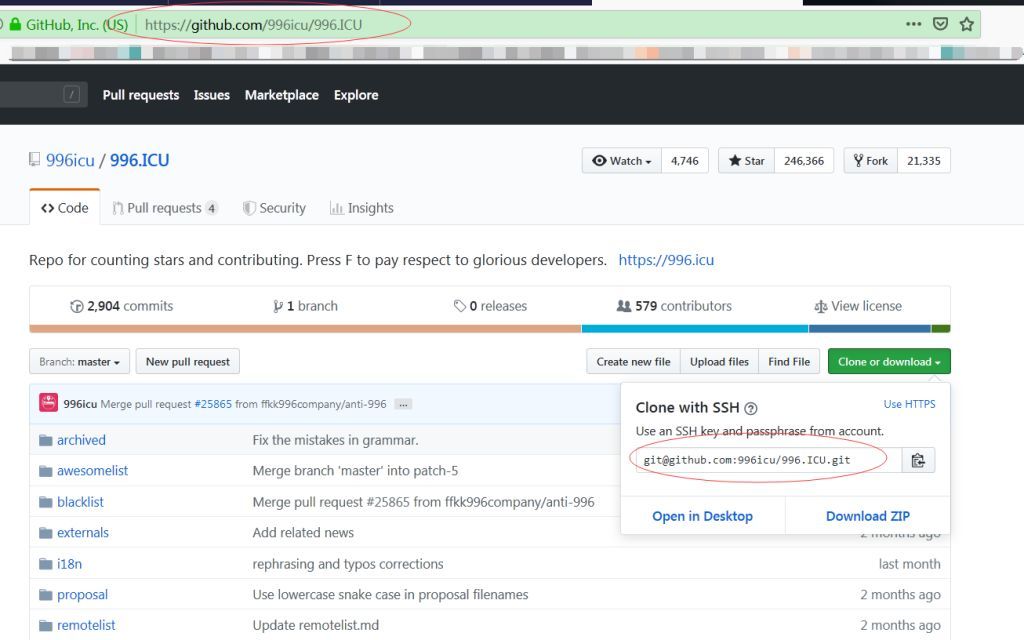 GitHub, Inc. (US) https://github.com/996icu/996.ICU
/ Pull requests Issues Marketplace Explore
996icu / 996.ICU Watch 4,746 Star 246,366 Fork 21,335
Code Pull requests 4 Security Insights
Repo for counting stars and contributing. Press F to pay respect to glorious developers. https://996.icu
2,904 commits 1 branch 0 releases 579 contributors View license
Branch: master New pull request Create new file Upload files Find File Clone or download
996icu Merge pull request #25865 from ffkk996company/anti-996 ...
Clone with SSH ? Use HTTPS
Use an SSH key and passphrase from account.
git@github.com:996icu/996.ICU.git
Open in Desktop Download ZIP
archived Fix the mistakes in grammar.
awesomelist Merge branch 'master' into patch-5
blacklist Merge pull request #25865 from ffkk996company/anti-996
externals Add related news 2 months ago
i18n rephrasing and typos corrections last month
proposal Use lowercase snake case in proposal filenames 2 months ago
remotelist Update remotelist.md 2 months ago